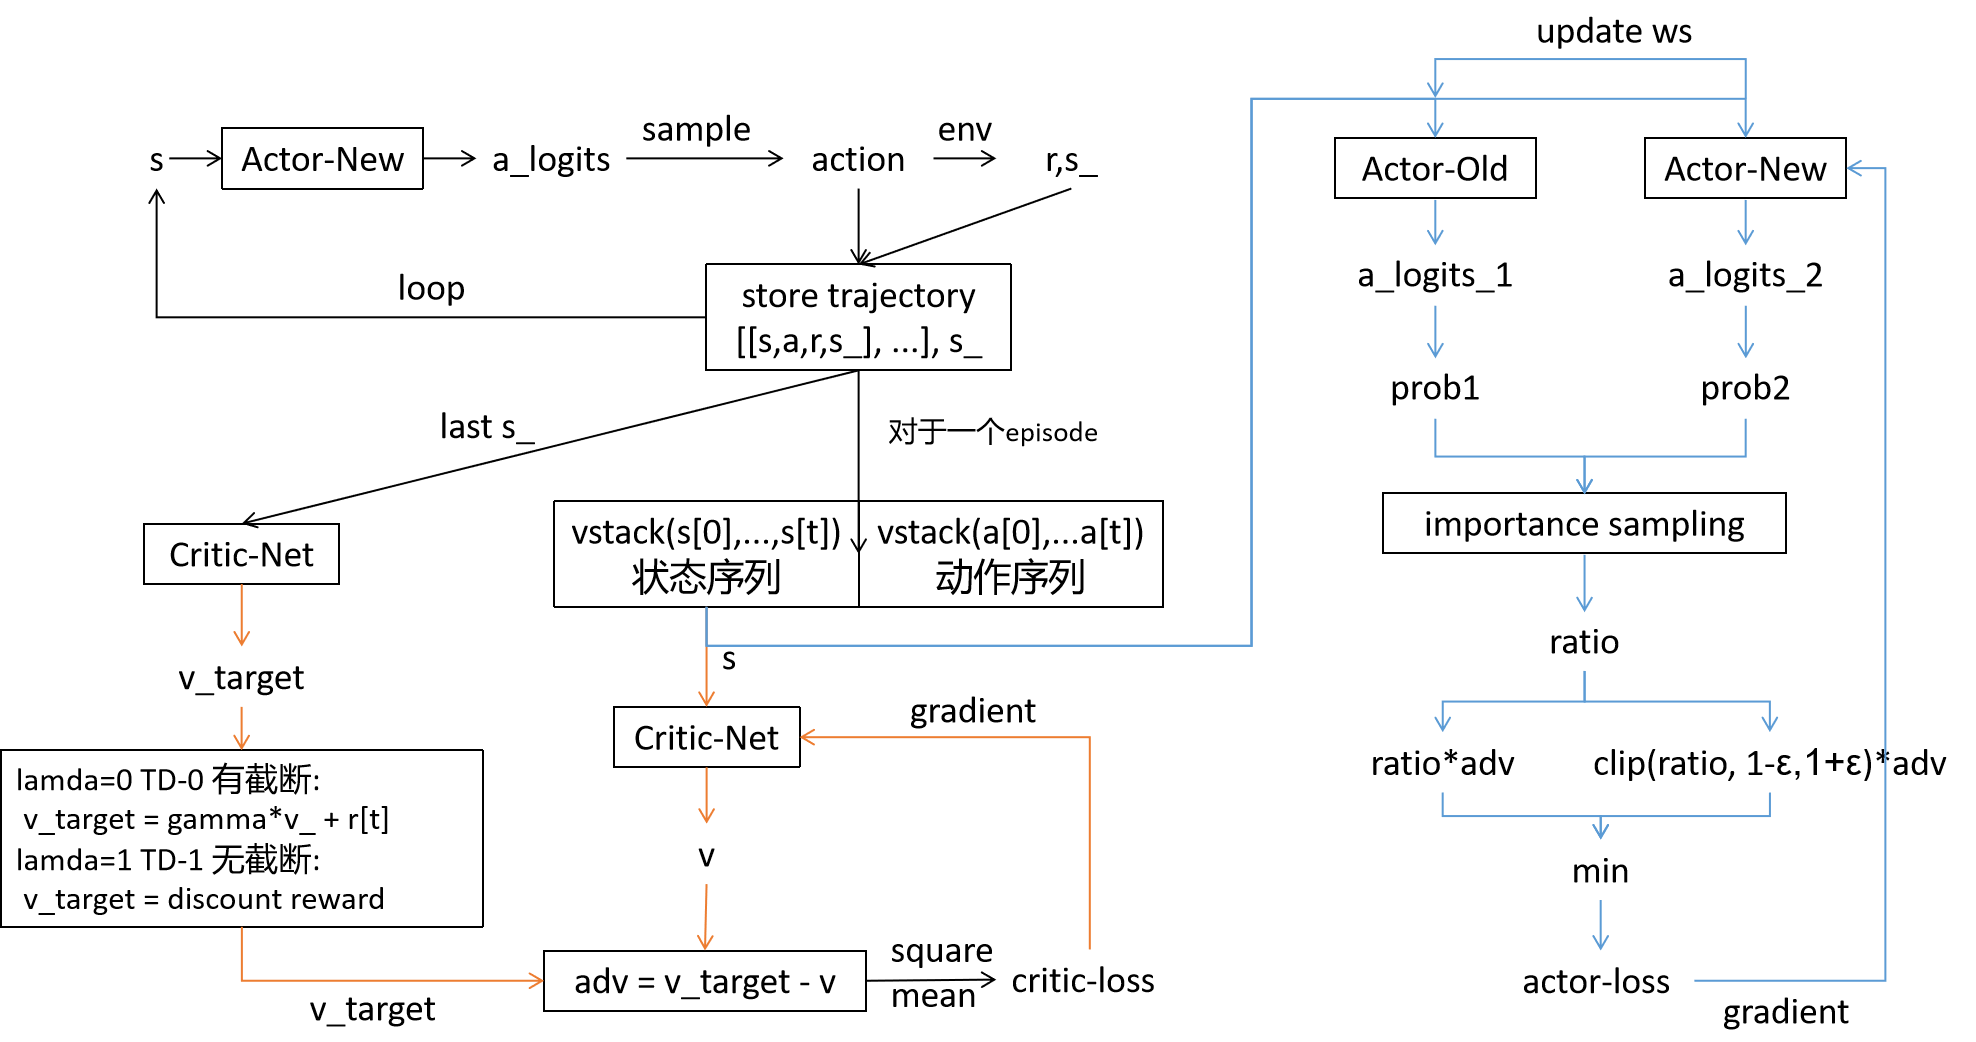 update ws
s
Actor-New
a_logits
sample
action
env
r,s_
loop
store trajectory
[[s,a,r,s_], ...], s_
last s_
对于一个episode
Critic-Net
vstack(s[0],...,s[t])
状态序列
vstack(a[0],...a[t])
动作序列
v_target
s
Critic-Net
gradient
lamda=0 TD-0 有截断:
v_target = gamma*v_ + r[t]
lamda=1 TD-1 无截断:
v_target = discount reward
v
v_target
adv = v_target - v
square
mean
critic-loss
Actor-Old
Actor-New
a_logits_1
a_logits_2
prob1
prob2
importance sampling
ratio
ratio*adv
clip(ratio, 1-ε,1+ε)*adv
min
actor-loss
gradient